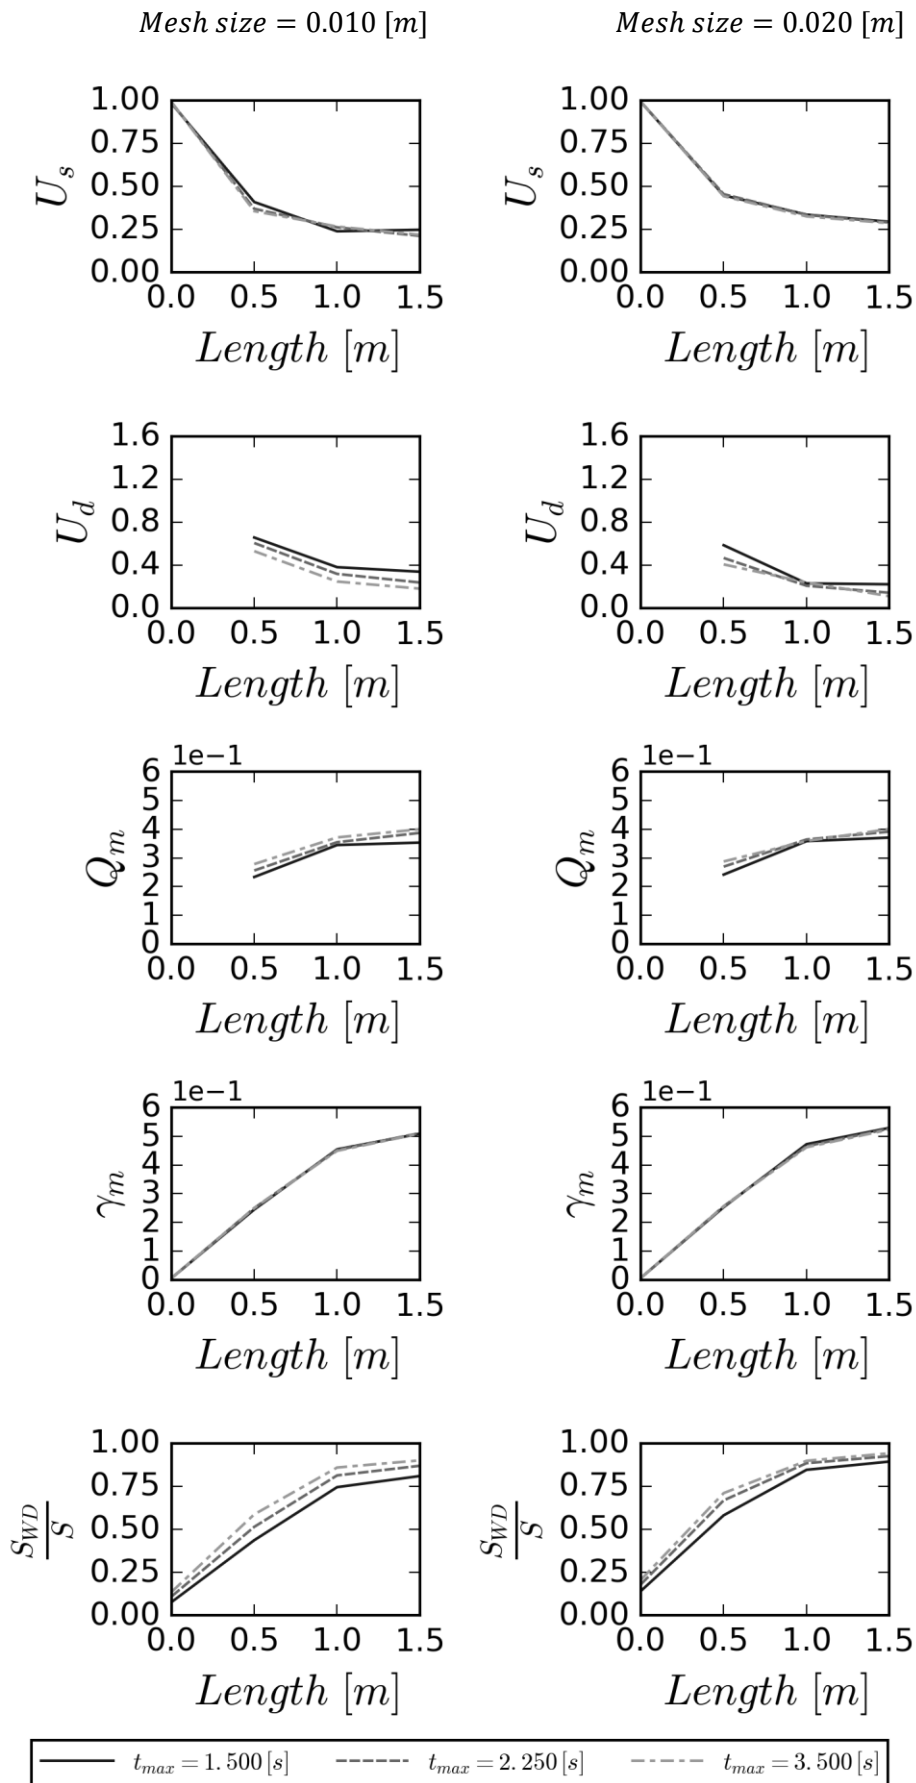 Mesh size = 0.010 [m]
Mesh size = 0.020 [m]
1.00
0.75
0.50
0.25
0.00
U_s
0.0 0.5 1.0 1.5
Length [m]
1.00
0.75
0.50
0.25
0.00
U_s
0.0 0.5 1.0 1.5
Length [m]
1.6
1.2
0.8
0.4
0.0
U_d
0.0 0.5 1.0 1.5
Length [m]
1.6
1.2
0.8
0.4
0.0
U_d
0.0 0.5 1.0 1.5
Length [m]
1e−1
6
5
4
3
2
1
0
Q_m
0.0 0.5 1.0 1.5
Length [m]
1e−1
6
5
4
3
2
1
0
Q_m
0.0 0.5 1.0 1.5
Length [m]
1e−1
6
5
4
3
2
1
0
γ_m
0.0 0.5 1.0 1.5
Length [m]
1e−1
6
5
4
3
2
1
0
γ_m
0.0 0.5 1.0 1.5
Length [m]
1.00
0.75
0.50
0.25
0.00
S_WD
S
0.0 0.5 1.0 1.5
Length [m]
1.00
0.75
0.50
0.25
0.00
S_WD
S
0.0 0.5 1.0 1.5
Length [m]
t_max = 1.500 [s] t_max = 2.250 [s] t_max = 3.500 [s]